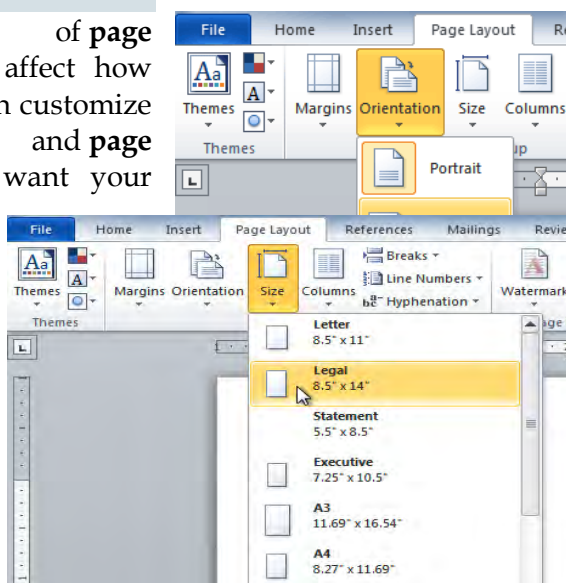 of page
affect how
customize
and page
want your
File Home Insert Page Layout
Themes Margins Orientation Size Columns
Themes
Portrait
File Home Insert Page Layout References Mailings
Breaks
Line Numbers
Hyphenation
Themes Margins Orientation Size Columns Watermark
Themes
Letter
8.5" x 11"
Legal
8.5" x 14"
Statement
5.5" x 8.5"
Executive
7.25" x 10.5"
A3
11.69" x 16.54"
A4
8.27" x 11.69"